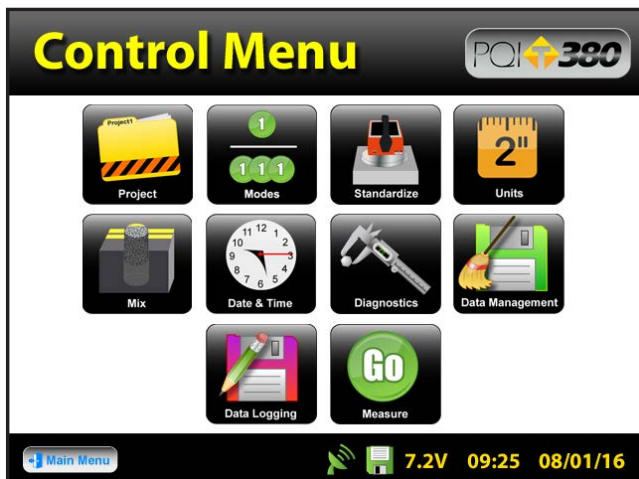 Control Menu
PQI T 380
Project1
Project
1
1 1 1
Modes
Standardize
2"
Units
Mix
12
1
2
3
4
5
6
7
8
9
10
11
Date & Time
Diagnostics
Data Management
Data Logging
Go
Measure
Main Menu
7.2V 09:25 08/01/16